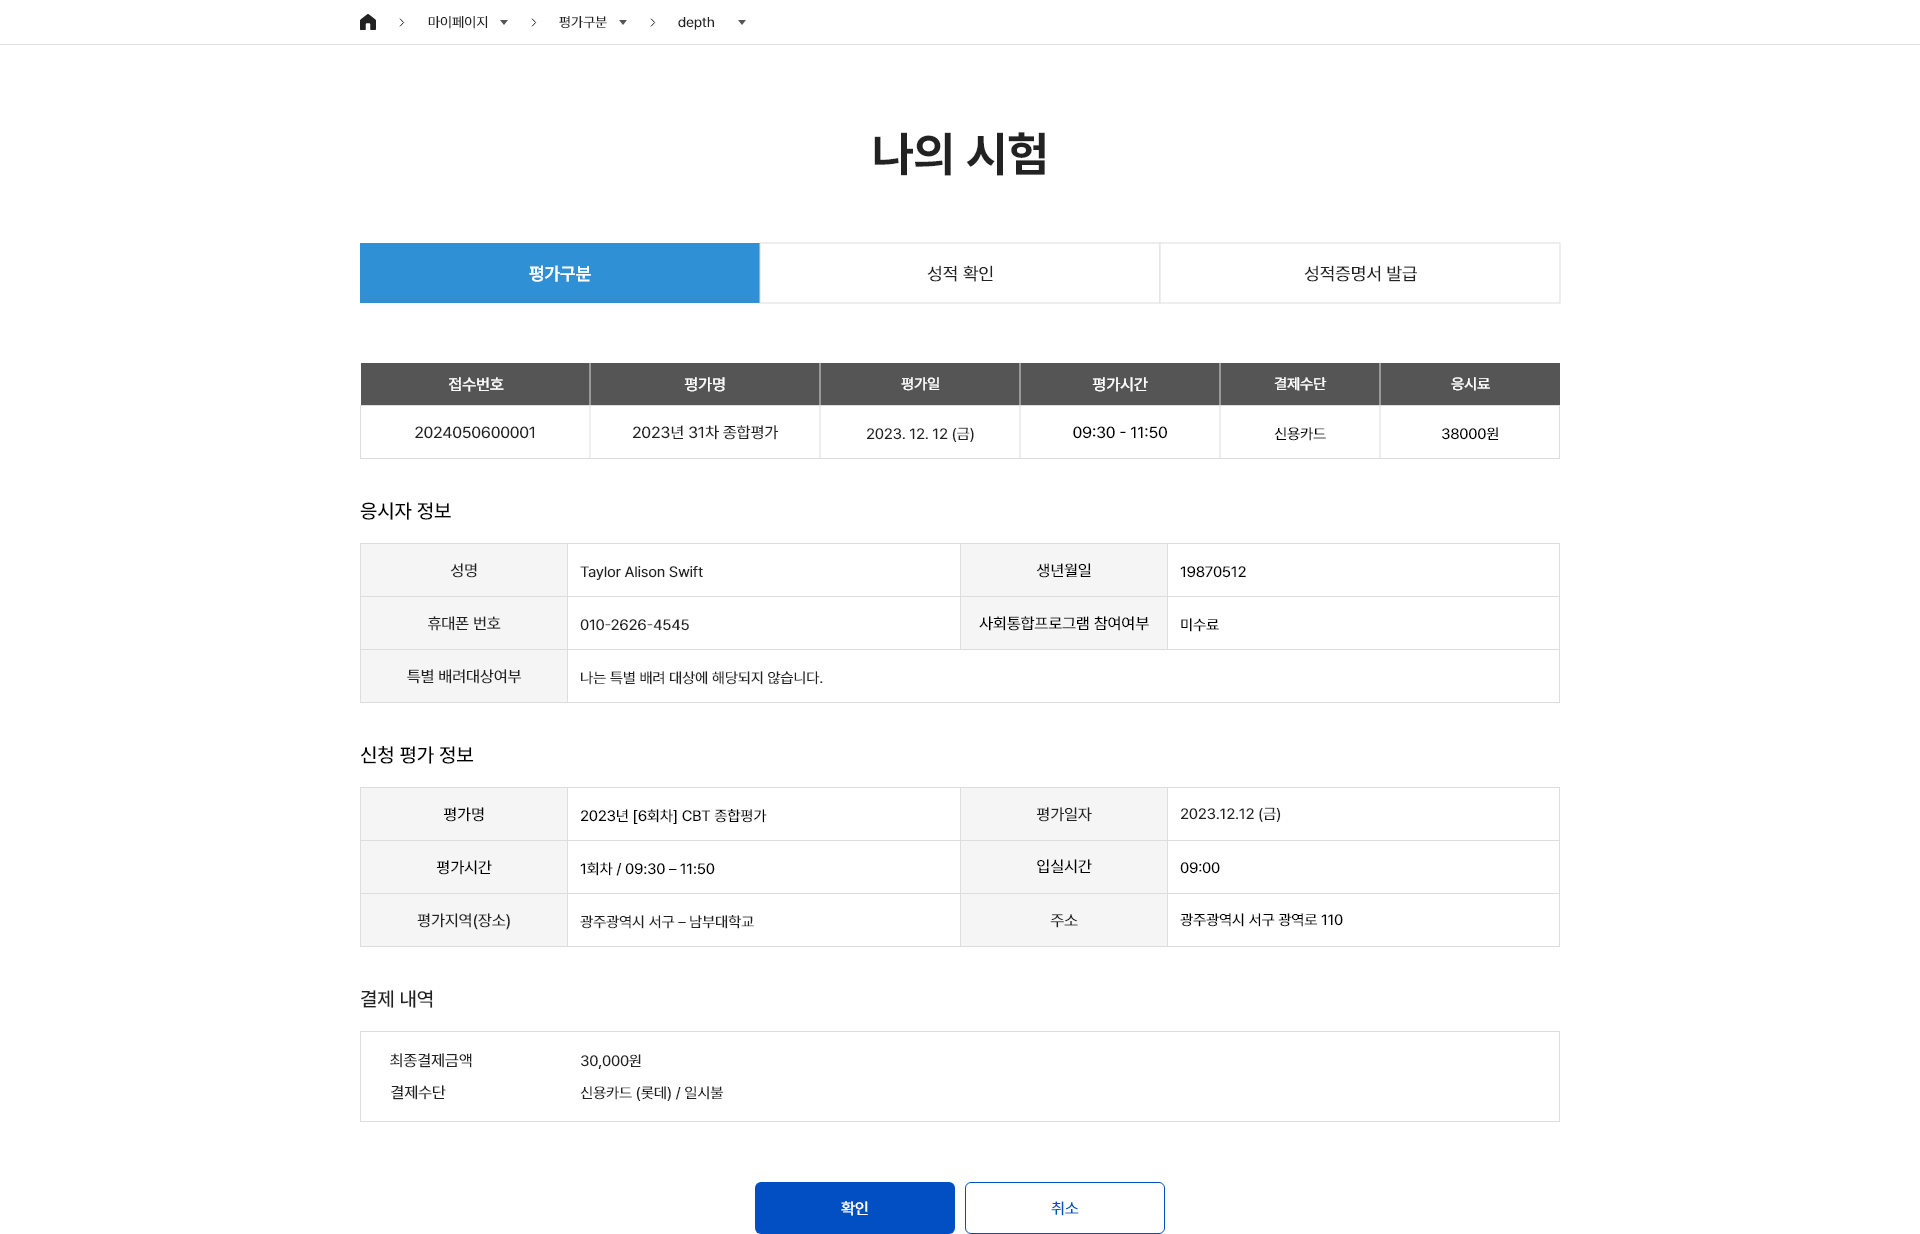 마이페이지 평가구분 depth
나의 시험
평가구분 성적 확인 성적증명서 발급
접수번호 평가명 평가일 평가시간 결제수단 응시료
2024050600001 2023년 31차 종합평가 2023. 12. 12 (금) 09:30 - 11:50 신용카드 38000원
응시자 정보
성명 Taylor Alison Swift 생년월일 19870512
휴대폰 번호 010-2626-4545 사회통합프로그램 참여여부 미수료
특별 배려대상여부 나는 특별 배려 대상에 해당되지 않습니다.
신청 평가 정보
평가명 2023년 [6회차] CBT 종합평가 평가일자 2023.12.12 (금)
평가시간 1회차 / 09:30 – 11:50 입실시간 09:00
평가지역(장소) 광주광역시 서구 – 남부대학교 주소 광주광역시 서구 광역로 110
결제 내역
최종결제금액 30,000원
결제수단 신용카드 (롯데) / 일시불
확인 취소